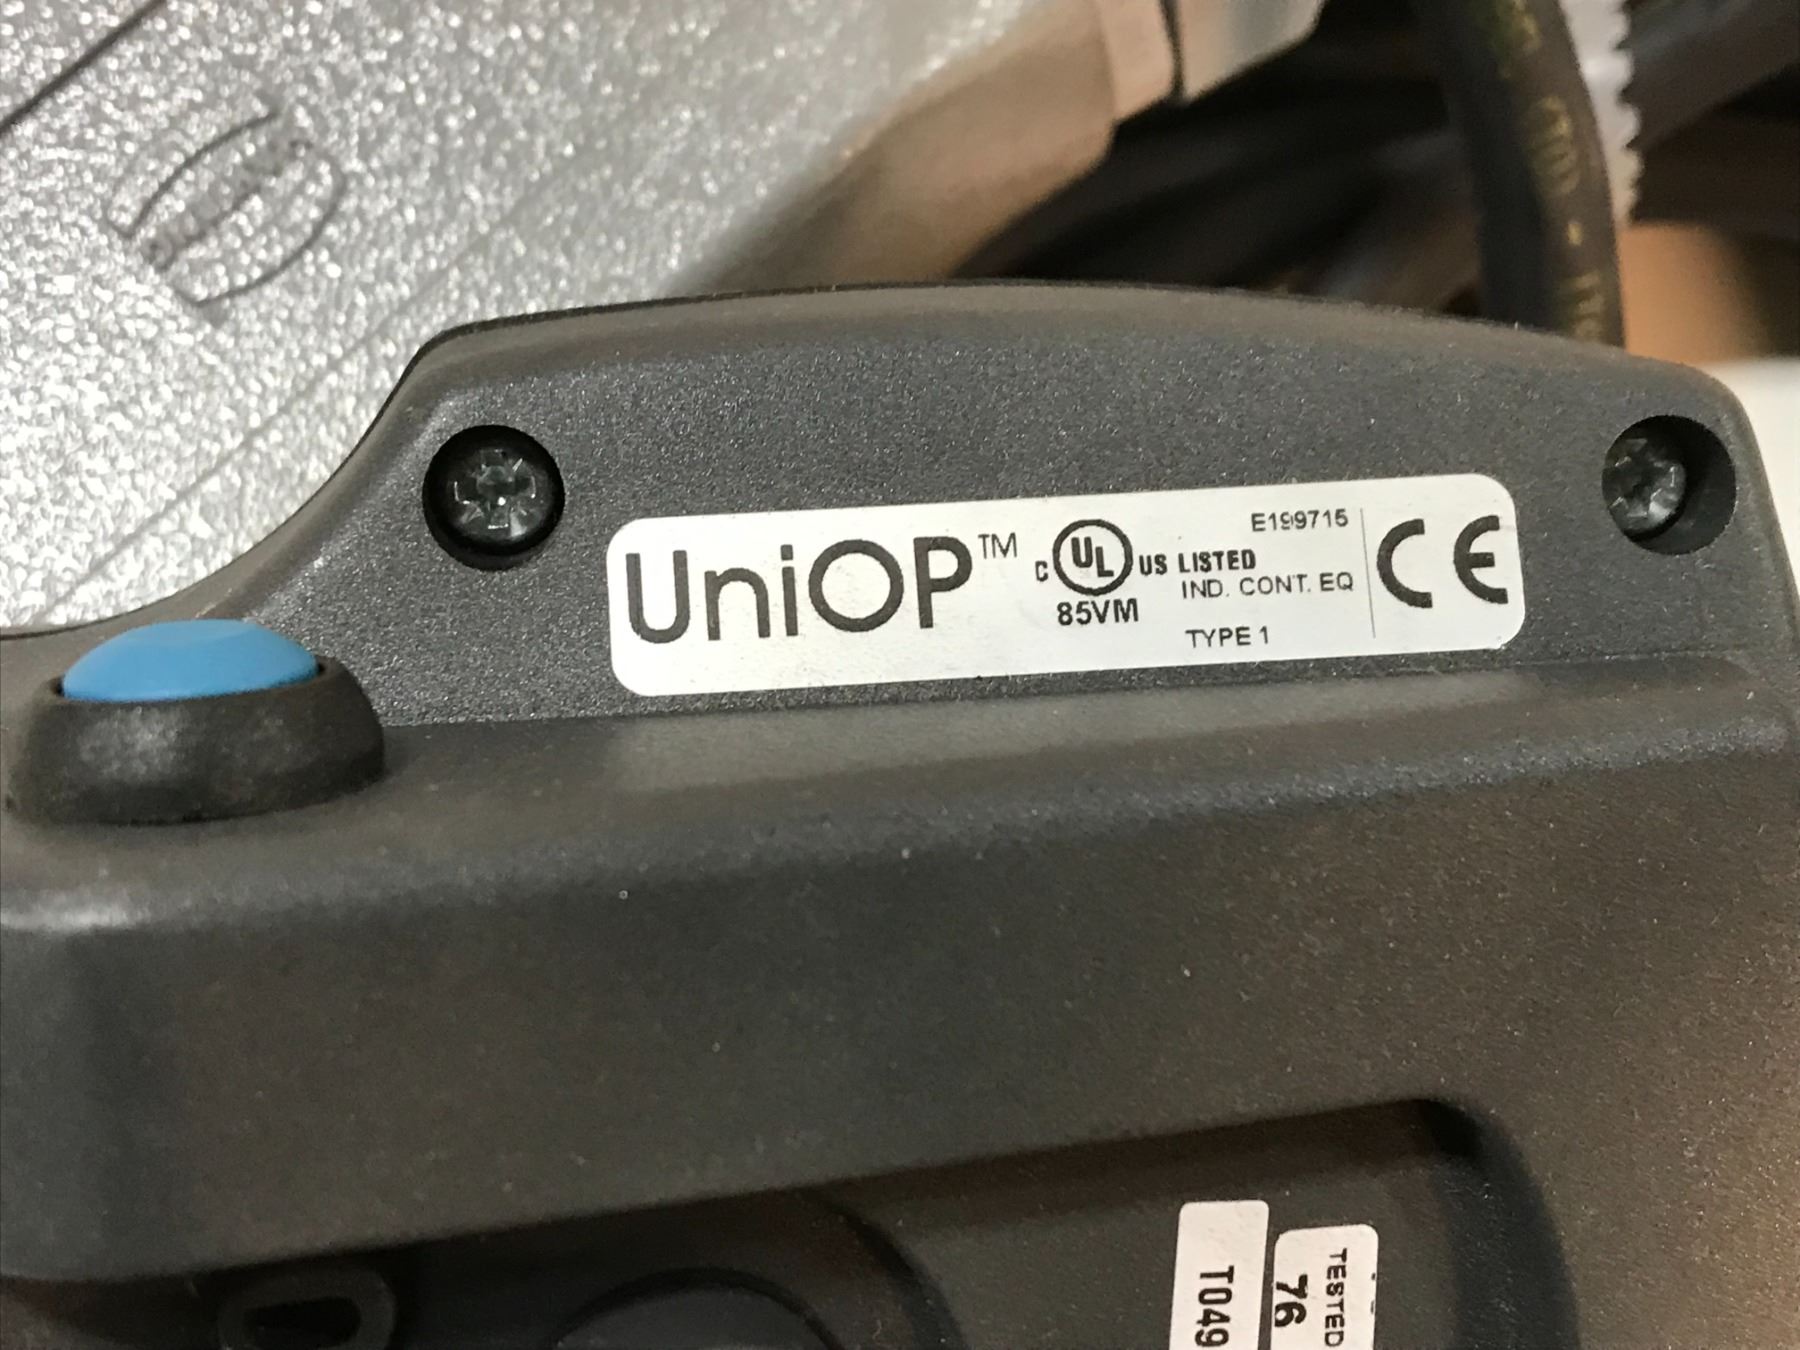 UniOP™
C UL US LISTED
85VM
E199715
IND. CONT. EQ
TYPE 1
CE
T049
TESTED
76